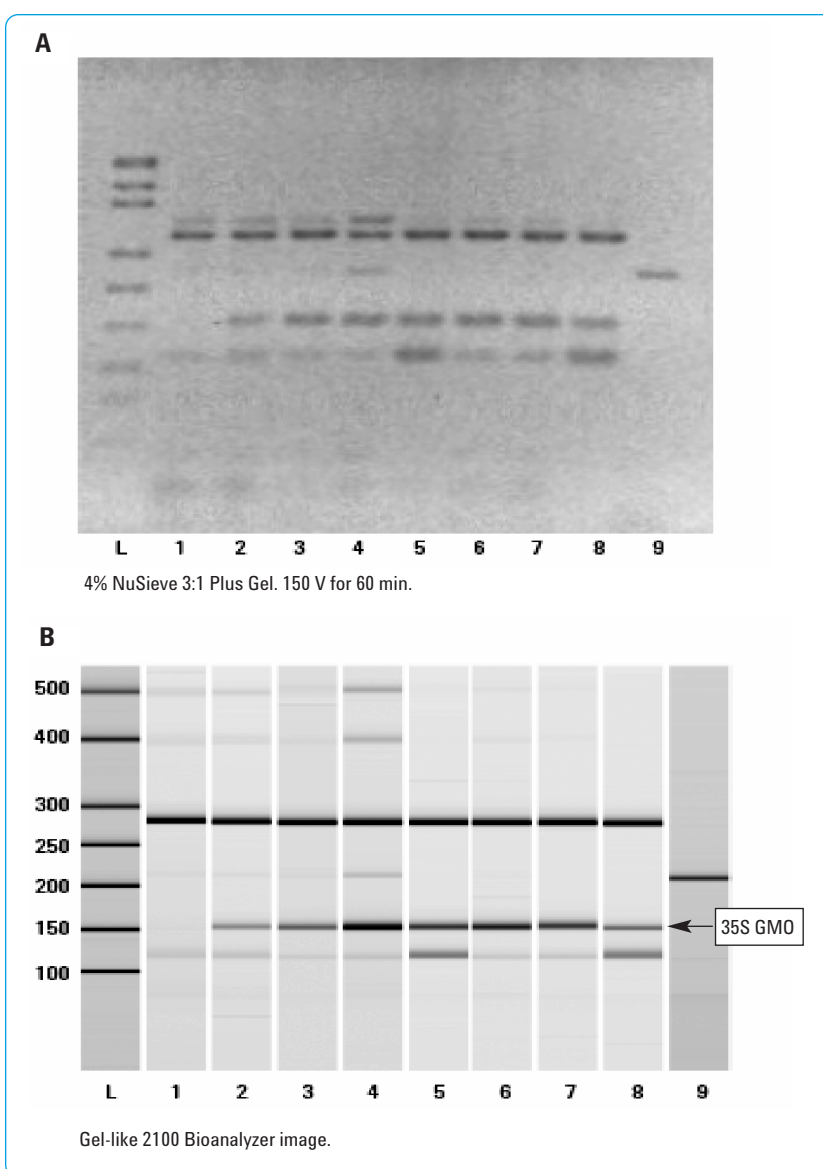 A
L 1 2 3 4 5 6 7 8 9
4% NuSieve 3:1 Plus Gel. 150 V for 60 min.
B
500
400
300
250
200
150
100
35S GMO
L 1 2 3 4 5 6 7 8 9
Gel-like 2100 Bioanalyzer image.